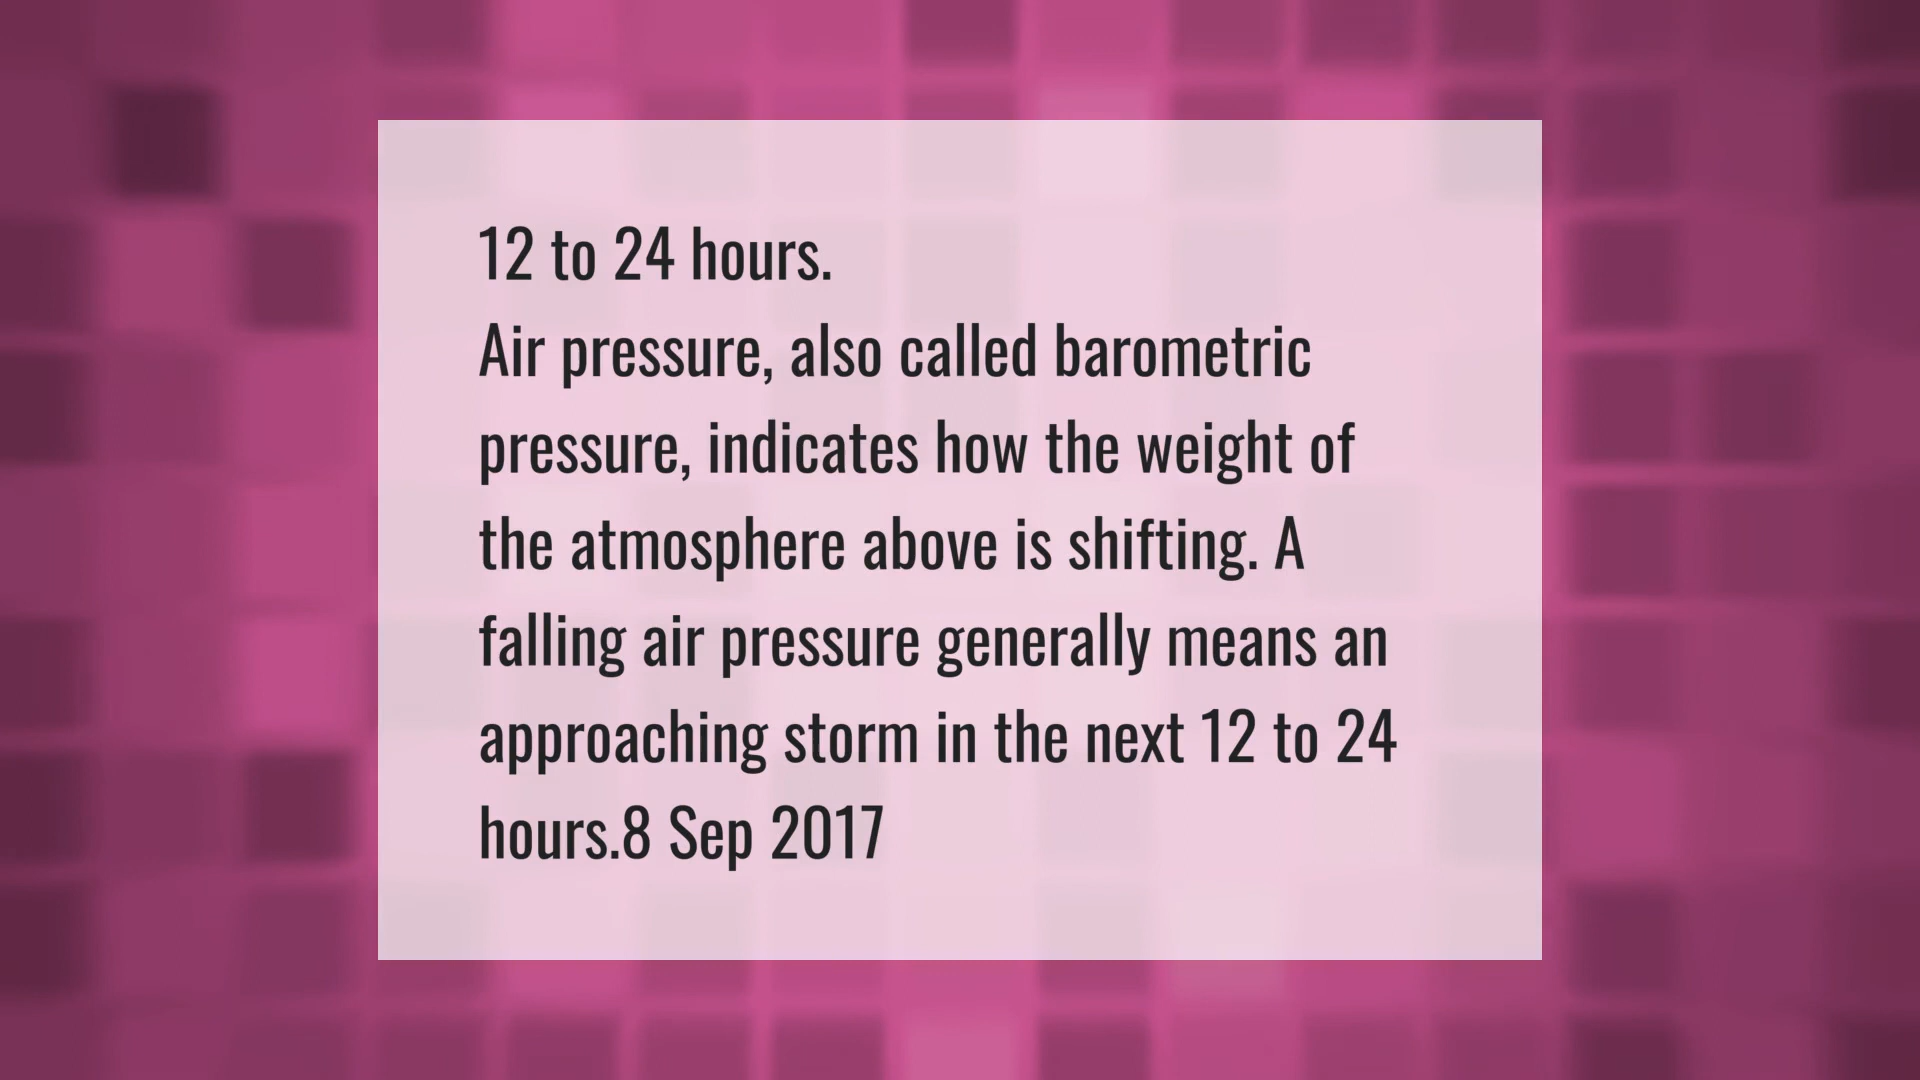 12 to 24 hours.
Air pressure, also called barometric
pressure, indicates how the weight of
the atmosphere above is shifting. A
falling air pressure generally means an
approaching storm in the next 12 to 24
hours.8 Sep 2017